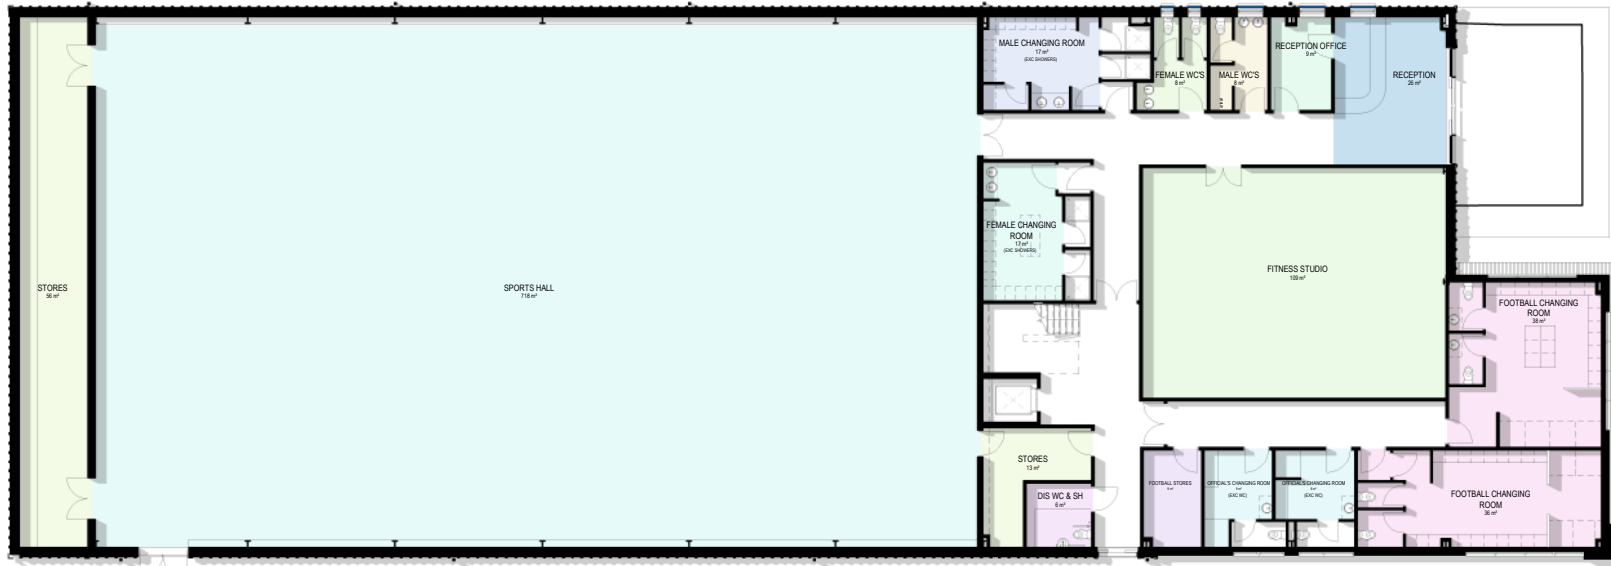 MALE CHANGING ROOM
17 m²
(EXC SHOWERS)
FEMALE WC'S
8 m²
MALE WC'S
8 m²
RECEPTION OFFICE
9 m²
RECEPTION
26 m²
FEMALE CHANGING
ROOM
17 m²
(EXC SHOWERS)
STORES
56 m²
SPORTS HALL
718 m²
FITNESS STUDIO
109 m²
FOOTBALL CHANGING
ROOM
38 m²
STORES
13 m²
DIS WC & SH
6 m²
FOOTBALL STORES
OFFICIAL'S CHANGING ROOM
(EXC WC)
OFFICIAL'S CHANGING ROOM
(EXC WC)
FOOTBALL CHANGING
ROOM
36 m²